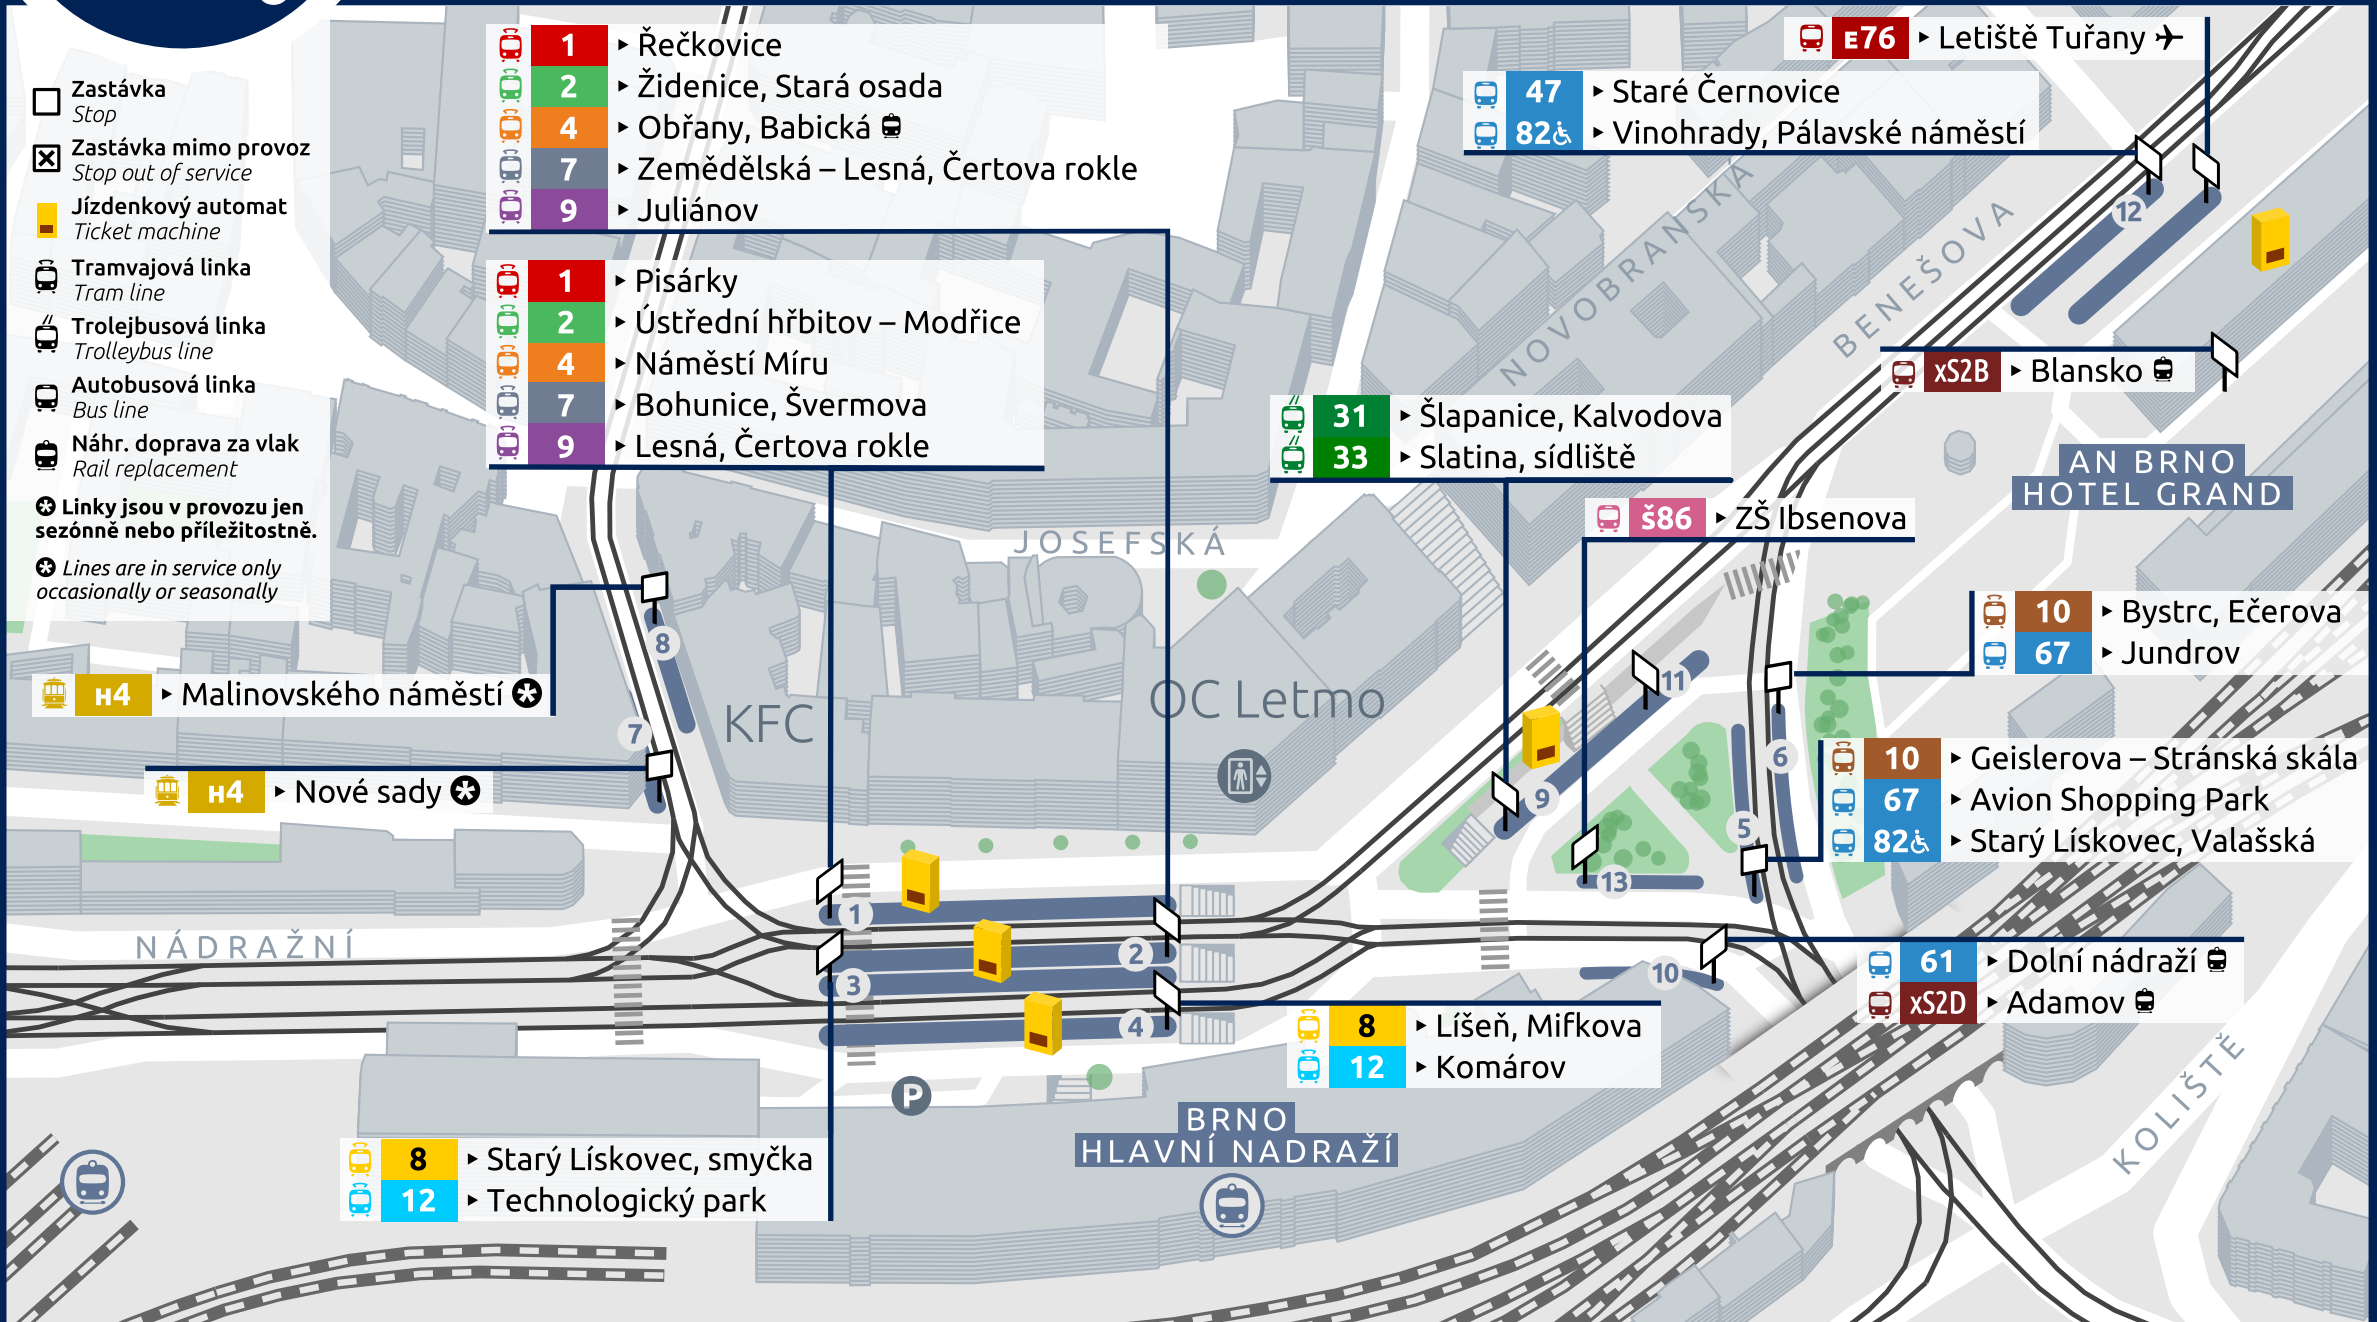 Zastávka
Stop
Zastávka mimo provoz
Stop out of service
Jízdenkový automat
Ticket machine
Tramvajová linka
Tram line
Trolejbusová linka
Trolleybus line
Autobusová linka
Bus line
Náhr. doprava za vlak
Rail replacement
Linky jsou v provozu jen
sezónně nebo příležitostně.
Lines are in service only
occasionally or seasonally
1 ‣ Řečkovice
2 ‣ Židenice, Stará osada
4 ‣ Obřany, Babická
7 ‣ Zemědělská – Lesná, Čertova rokle
9 ‣ Juliánov
1 ‣ Pisárky
2 ‣ Ústřední hřbitov – Modřice
4 ‣ Náměstí Míru
7 ‣ Bohunice, Švermova
9 ‣ Lesná, Čertova rokle
E76 ‣ Letiště Tuřany
47 ‣ Staré Černovice
82 ‣ Vinohrady, Pálavské náměstí
12
NOVOBRANSKÁ
BENEŠOVA
xS2B ‣ Blansko
31 ‣ Šlapanice, Kalvodova
33 ‣ Slatina, sídliště
AN BRNO
HOTEL GRAND
š86 ‣ ZŠ Ibsenova
JOSEFSKÁ
10 ‣ Bystrc, Ečerova
67 ‣ Jundrov
8
H4 ‣ Malinovského náměstí
11
OC Letmo
KFC
7
6
10 ‣ Geislerova – Stránská skála
67 ‣ Avion Shopping Park
82 ‣ Starý Lískovec, Valašská
H4 ‣ Nové sady
9
5
13
1
2
3
4
10
NÁDRAŽNÍ
61 ‣ Dolní nádraží
xS2D ‣ Adamov
8 ‣ Líšeň, Mifkova
12 ‣ Komárov
P
KOLIŠTĚ
BRNO
HLAVNÍ NADRAŽÍ
8 ‣ Starý Lískovec, smyčka
12 ‣ Technologický park